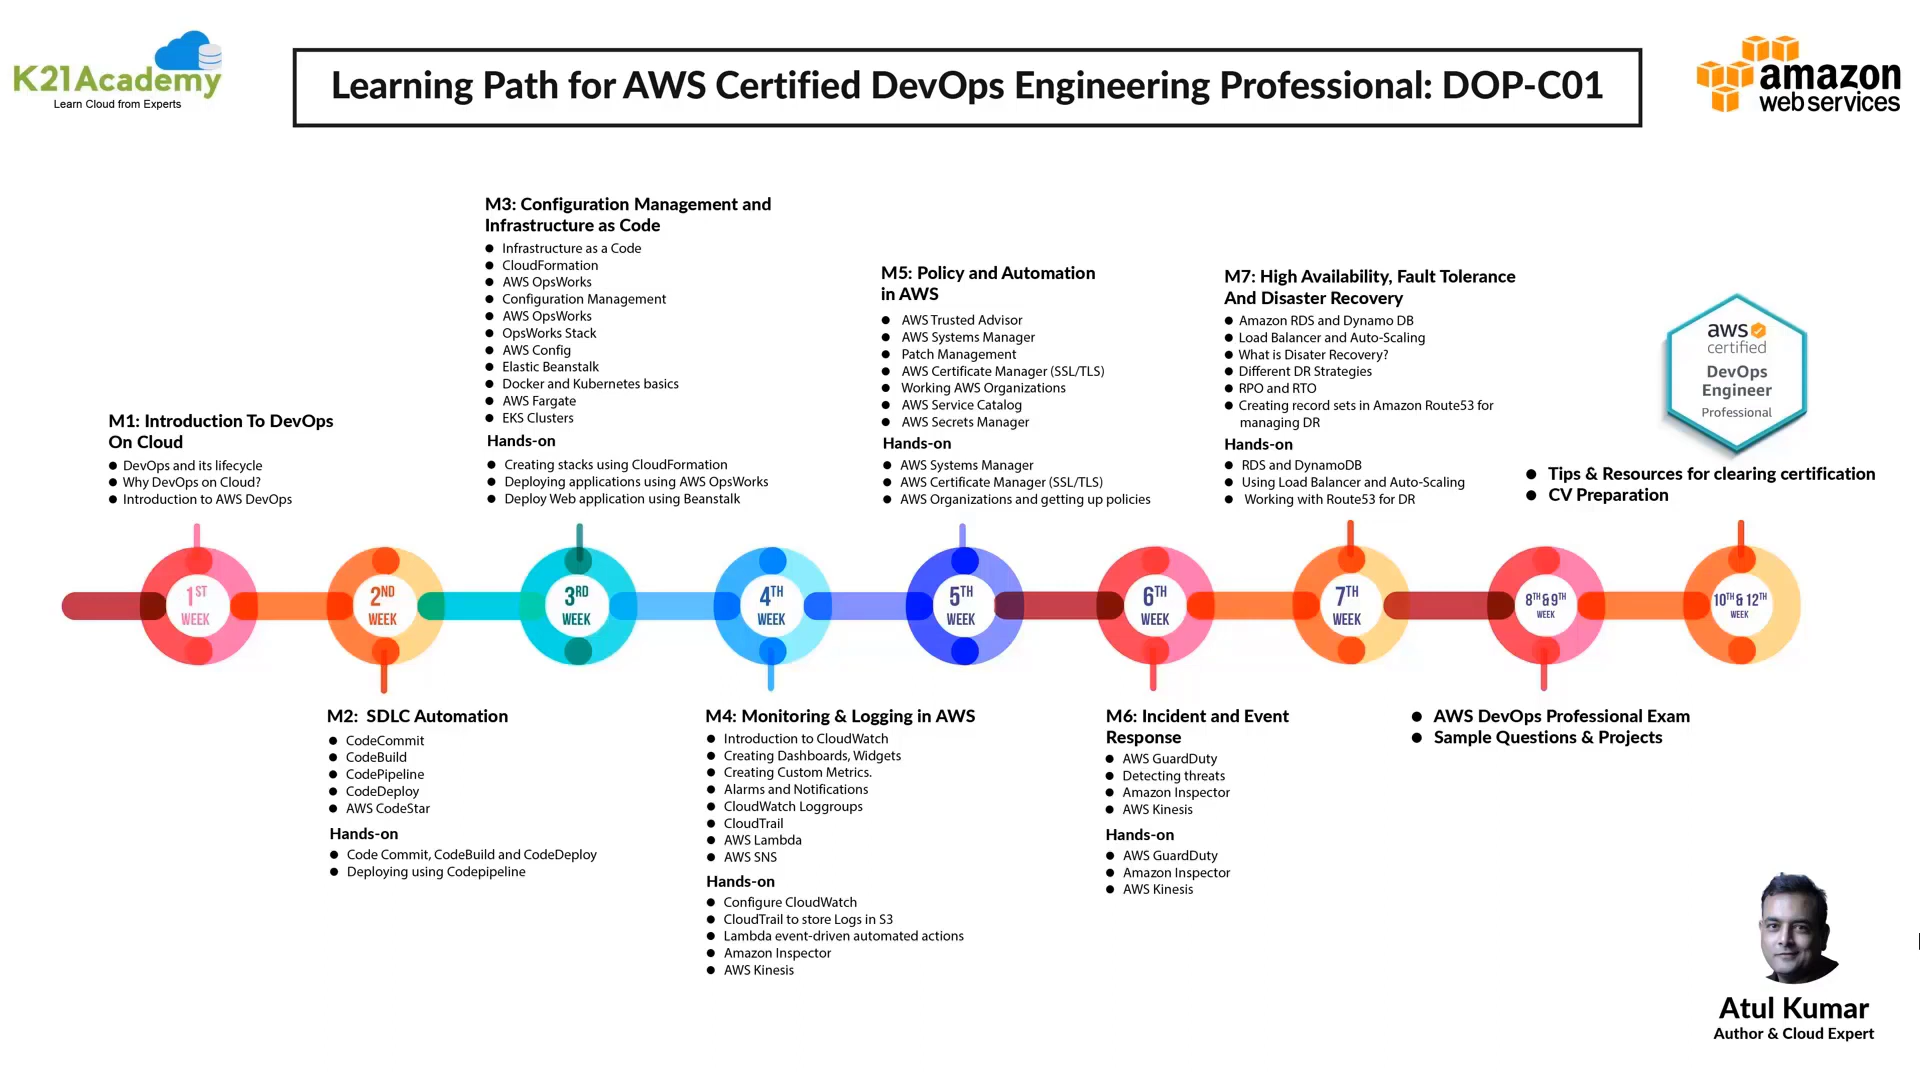 K21Academy
Learn Cloud from Experts
Learning Path for AWS Certified DevOps Engineering Professional: DOP-C01
amazon
web services
M1: Introduction To DevOps
On Cloud
● DevOps and its lifecycle
● Why DevOps on Cloud?
● Introduction to AWS DevOps
M3: Configuration Management and
Infrastructure as Code
● Infrastructure as a Code
● CloudFormation
● AWS OpsWorks
● Configuration Management
● AWS OpsWorks
● OpsWorks Stack
● AWS Config
● Elastic Beanstalk
● Docker and Kubernetes basics
● AWS Fargate
● EKS Clusters
Hands-on
● Creating stacks using CloudFormation
● Deploying applications using AWS OpsWorks
● Deploy Web application using Beanstalk
M5: Policy and Automation
in AWS
● AWS Trusted Advisor
● AWS Systems Manager
● Patch Management
● AWS Certificate Manager (SSL/TLS)
● Working AWS Organizations
● AWS Service Catalog
● AWS Secrets Manager
Hands-on
● AWS Systems Manager
● AWS Certificate Manager (SSL/TLS)
● AWS Organizations and getting up policies
M7: High Availability, Fault Tolerance
And Disaster Recovery
● Amazon RDS and Dynamo DB
● Load Balancer and Auto-Scaling
● What is Disater Recovery?
● Different DR Strategies
● RPO and RTO
● Creating record sets in Amazon Route53 for
managing DR
Hands-on
● RDS and DynamoDB
● Using Load Balancer and Auto-Scaling
● Working with Route53 for DR
aws
certified
DevOps
Engineer
Professional
● Tips & Resources for clearing certification
● CV Preparation
1ST
WEEK
2ND
WEEK
3RD
WEEK
4TH
WEEK
5TH
WEEK
6TH
WEEK
7TH
WEEK
8TH & 9TH
WEEK
10TH & 12TH
WEEK
M2: SDLC Automation
● CodeCommit
● CodeBuild
● CodePipeline
● CodeDeploy
● AWS CodeStar
Hands-on
● Code Commit, CodeBuild and CodeDeploy
● Deploying using Codepipeline
M4: Monitoring & Logging in AWS
● Introduction to CloudWatch
● Creating Dashboards, Widgets
● Creating Custom Metrics.
● Alarms and Notifications
● CloudWatch Loggroups
● CloudTrail
● AWS Lambda
● AWS SNS
Hands-on
● Configure CloudWatch
● CloudTrail to store Logs in S3
● Lambda event-driven automated actions
● Amazon Inspector
● AWS Kinesis
M6: Incident and Event
Response
● AWS GuardDuty
● Detecting threats
● Amazon Inspector
● AWS Kinesis
Hands-on
● AWS GuardDuty
● Amazon Inspector
● AWS Kinesis
● AWS DevOps Professional Exam
● Sample Questions & Projects
Atul Kumar
Author & Cloud Expert